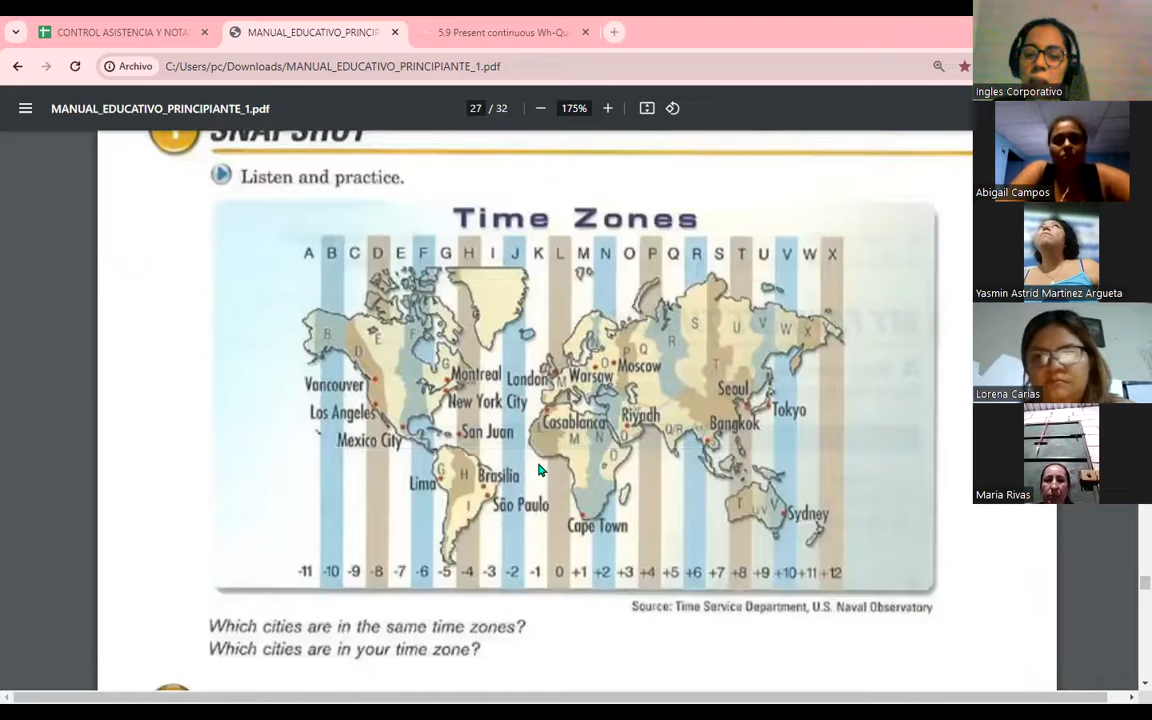 CONTROL ASISTENCIA Y NOTA
MANUAL_EDUCATIVO_PRINCIPI
5.9 Present continuous Wh-Qu
Archivo
C:/Users/pc/Downloads/MANUAL_EDUCATIVO_PRINCIPIANTE_1.pdf
MANUAL_EDUCATIVO_PRINCIPIANTE_1.pdf
27 / 32
175%
SNAPSHOT
Listen and practice.
Time Zones
A B C D E F G H I J K L M N O P Q R S T U V W X
B D E F G M O P Q R S T U V W X
Vancouver
Montreal
London
Warsaw
Moscow
Los Angeles
New York City
Casablanca
Riyadh
Seoul
Tokyo
Mexico City
San Juan
Bangkok
M N O Q/R
Lima
G H I
Brasilia
São Paulo
Cape Town
Sydney
-11 -10 -9 -8 -7 -6 -5 -4 -3 -2 -1 0 +1 +2 +3 +4 +5 +6 +7 +8 +9 +10 +11 +12
Source: Time Service Department, U.S. Naval Observatory
Which cities are in the same time zones?
Which cities are in your time zone?
Ingles Corporativo
Abigail Campos
Yasmin Astrid Martinez Argueta
Lorena Carias
Maria Rivas